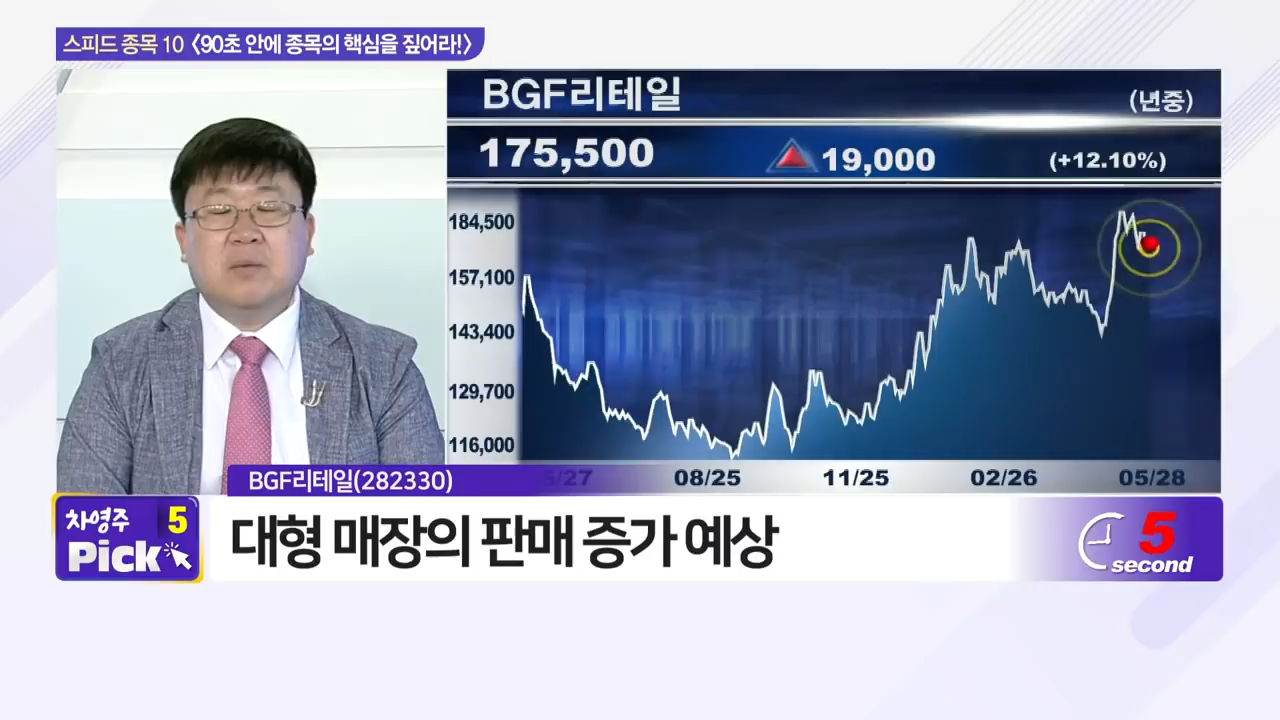 스피드 종목 10 〈90초 안에 종목의 핵심을 짚어라!〉
BGF리테일
(년중)
175,500 ▲ 19,000 (+12.10%)
184,500
157,100
143,400
129,700
116,000
/27 08/25 11/25 02/26 05/28
BGF리테일(282330)
차영주 5
Pick
대형 매장의 판매 증가 예상
5
second